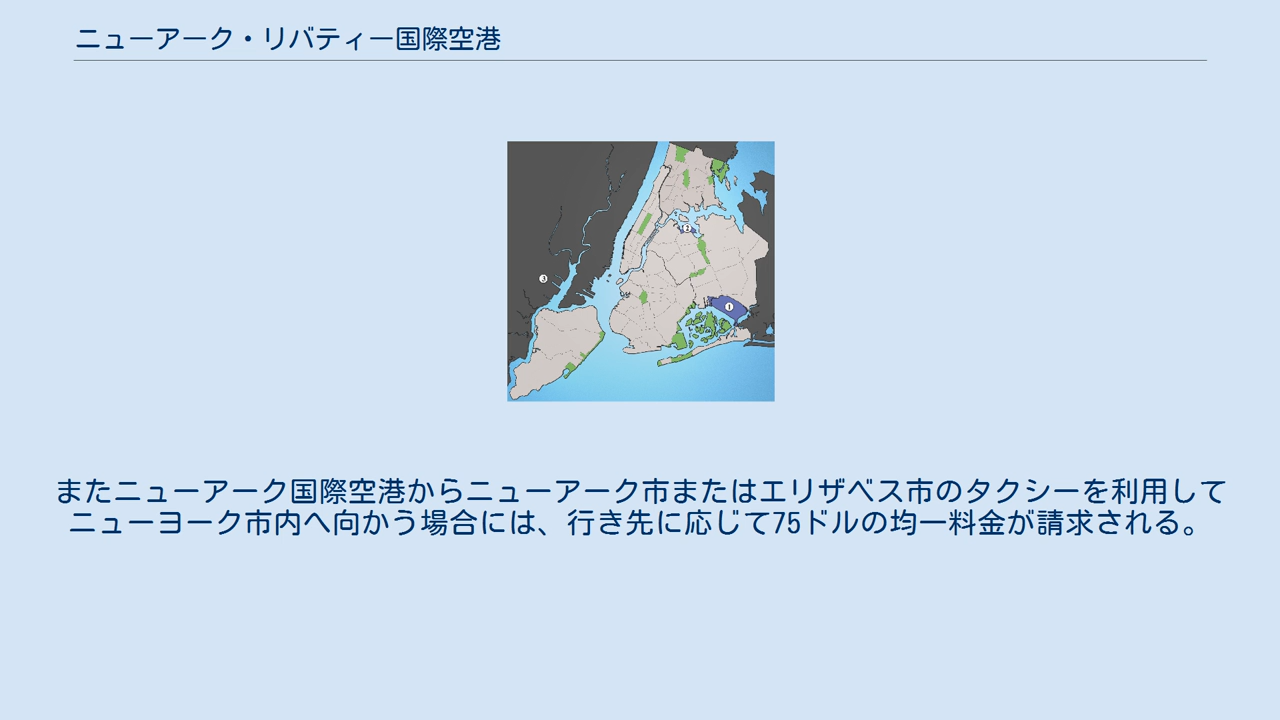 ニューアーク・リバティー国際空港
2
3
1
またニューアーク国際空港からニューアーク市またはエリザベス市のタクシーを利用して
ニューヨーク市内へ向かう場合には、行き先に応じて75ドルの均一料金が請求される。